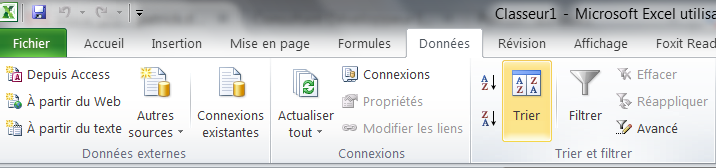 Classeur1 - Microsoft Excel utilisa
Fichier Accueil Insertion Mise en page Formules Données Révision Affichage Foxit Read
Depuis Access
À partir du Web
À partir du texte
Autres sources
Connexions existantes
Données externes
Actualiser tout
Connexions
Propriétés
Modifier les liens
Connexions
A Z
Z A
A Z Z A
Trier
Filtrer
Effacer
Réappliquer
Avancé
Trier et filtrer